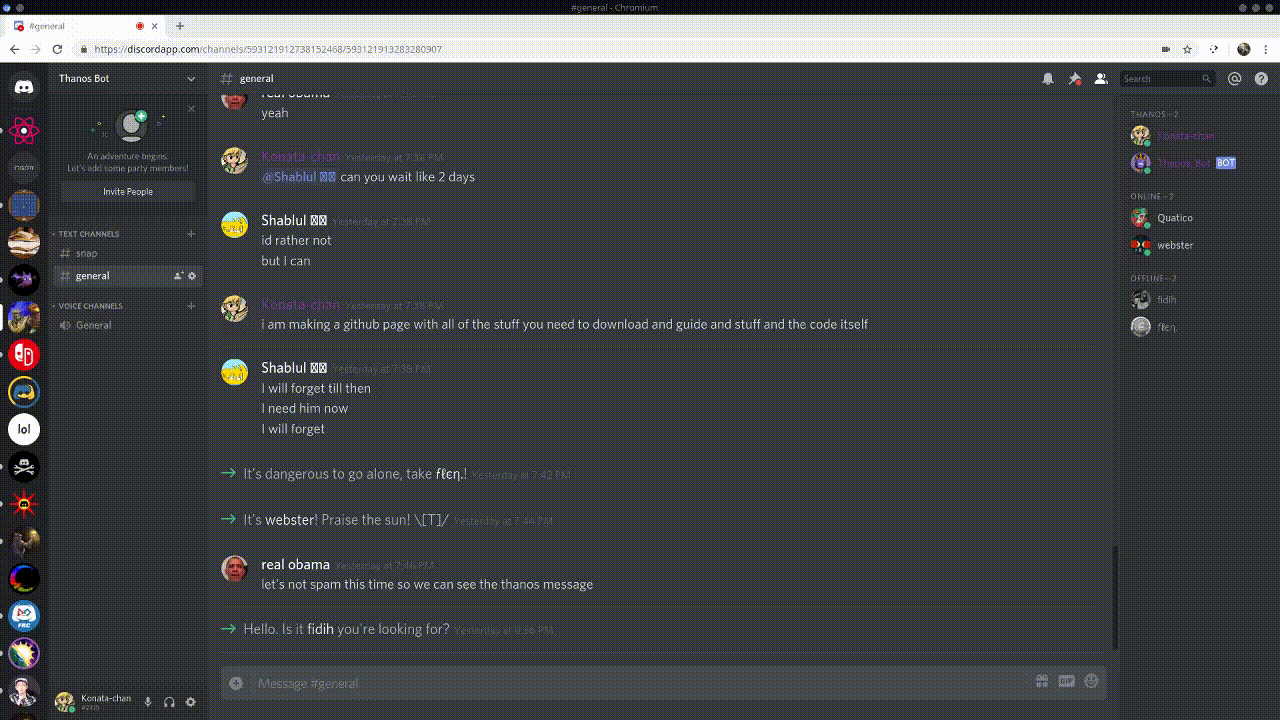 #general - Chromium
#general
https://discordapp.com/channels/593121912738152468/593121913283280907
Thanos Bot
# general
Search
An adventure begins.
Let's add some party members!
Invite People
TEXT CHANNELS
# snap
# general
VOICE CHANNELS
General
lol
FRC
Konata-chan
real obama
yeah
Konata-chan Yesterday at 7:38 PM
@Shablul can you wait like 2 days
Shablul Yesterday at 7:38 PM
id rather not
but I can
Konata-chan Yesterday at 7:38 PM
i am making a github page with all of the stuff you need to download and guide and stuff and the code itself
Shablul Yesterday at 7:38 PM
I will forget till then
I need him now
I will forget
It's dangerous to go alone, take fℓєη.! Yesterday at 7:42 PM
It's webster! Praise the sun! \[T]/ Yesterday at 7:44 PM
real obama Yesterday at 7:46 PM
let's not spam this time so we can see the thanos message
Hello. Is it fidih you're looking for? Yesterday at 8:56 PM
Message #general
GIF
THANOS—2
Konata-chan
Thanos_Bot BOT
ONLINE—2
Quatico
webster
OFFLINE—2
fidih
fℓєη.